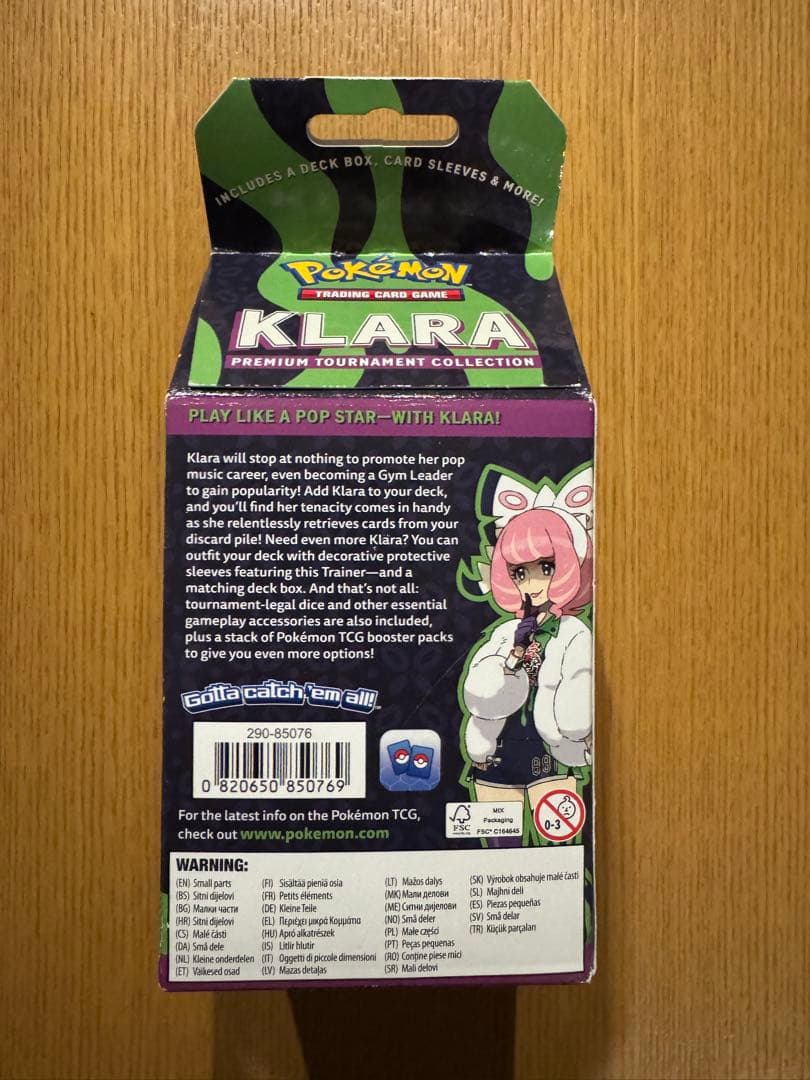 INCLUDES A DECK BOX, CARD SLEEVES & MORE!
POKéMON
TRADING CARD GAME
KLARA
PREMIUM TOURNAMENT COLLECTION
PLAY LIKE A POP STAR—WITH KLARA!
Klara will stop at nothing to promote her pop
music career, even becoming a Gym Leader
to gain popularity! Add Klara to your deck,
and you'll find her tenacity comes in handy
as she relentlessly retrieves cards from your
discard pile! Need even more Klara? You can
outfit your deck with decorative protective
sleeves featuring this Trainer—and a
matching deck box. And that's not all:
tournament-legal dice and other essential
gameplay accessories are also included,
plus a stack of Pokémon TCG booster packs
to give you even more options!
Gotta catch 'em all!
290-85076
0 820650 850769
For the latest info on the Pokémon TCG,
check out www.pokemon.com
FSC
MIX
Packaging
FSC® C164645
0-3
WARNING:
(EN) Small parts
(BS) Sitni dijelovi
(BG) Малки части
(HR) Sitni dijelovi
(CS) Malé části
(DA) Små dele
(NL) Kleine onderdelen
(ET) Väikesed osad
(FI) Sisältää pieniä osia
(FR) Petits éléments
(DE) Kleine Teile
(EL) Περιέχει μικρά Κομμάτια
(HU) Apró alkatrészek
(IS) Litlir hlutir
(IT) Oggetti di piccole dimensioni
(LV) Mazas detaļas
(LT) Mažos dalys
(MK) Мали делови
(ME) Ситни дијелови
(NO) Små deler
(PL) Małe części
(PT) Peças pequenas
(RO) Conține piese mici
(SR) Mali delovi
(SK) Výrobok obsahuje malé časti
(SL) Majhni deli
(ES) Piezas pequeñas
(SV) Små delar
(TR) Küçük parçaları